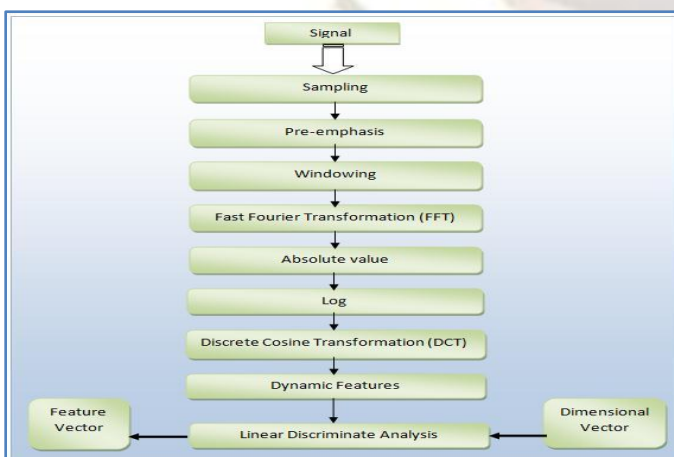 Signal
Sampling
Pre-emphasis
Windowing
Fast Fourier Transformation (FFT)
Absolute value
Log
Discrete Cosine Transformation (DCT)
Dynamic Features
Feature
Vector
Linear Discriminate Analysis
Dimensional
Vector